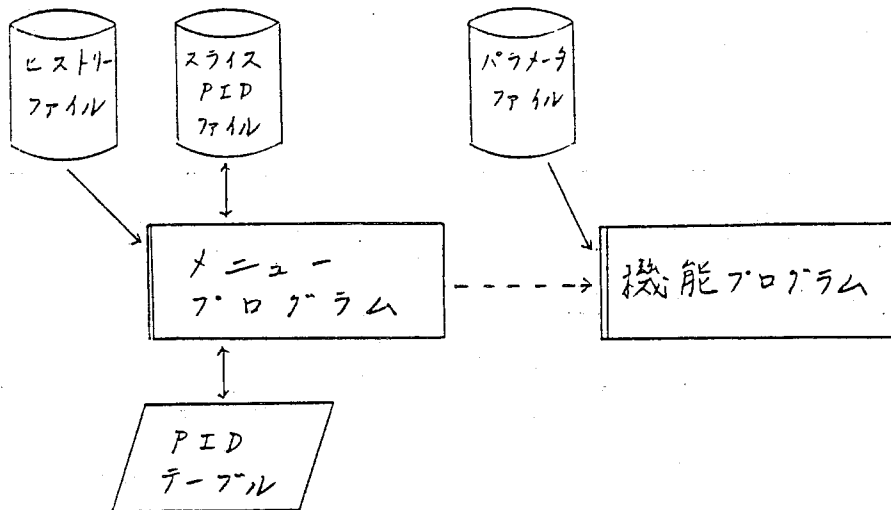 ヒストリー
ファイル
スライス
PID
ファイル
パラメータ
ファイル
メニュー
プログラム
機能プログラム
PID
テーブル